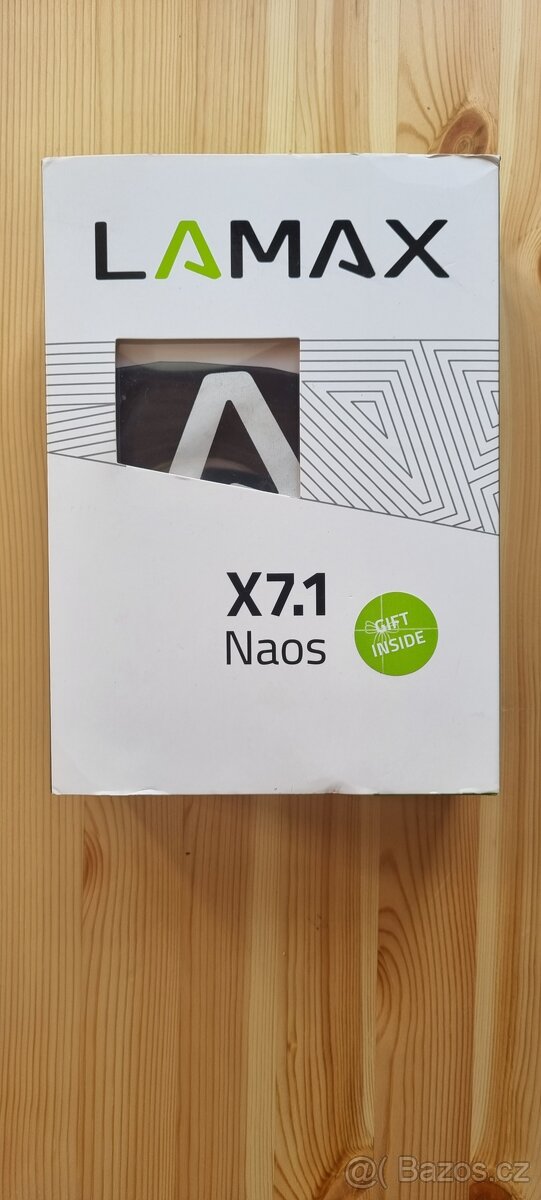 LAMAX
X7.1
Naos
GIFT
INSIDE
@( Bazos.cz